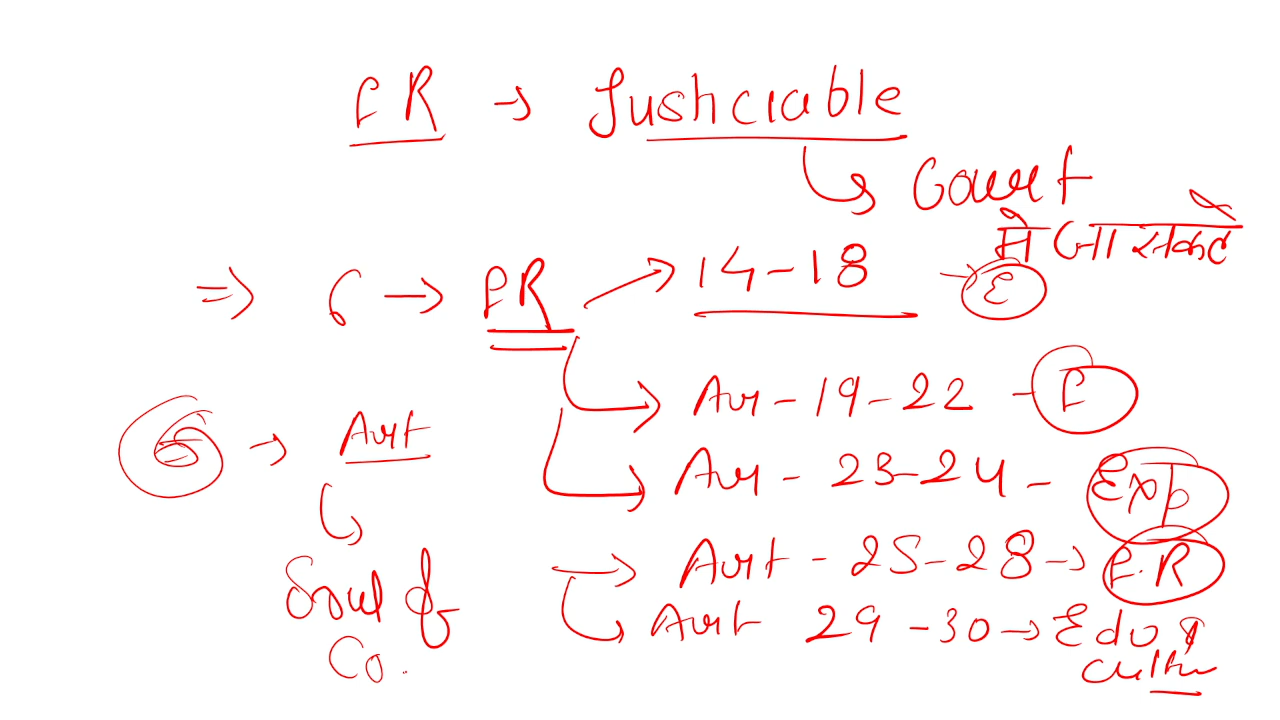 FR → Justiciable
↳ Court
मे जा सकते
⇒ 6 → FR → 14-18 → E
→ Art - 19-22 - F
6 → Art → Art - 23-24 - Exp
→ Art - 25-28 → F.R
Soul of
Co.
↳ Art 29-30 → Edu &
Cultu